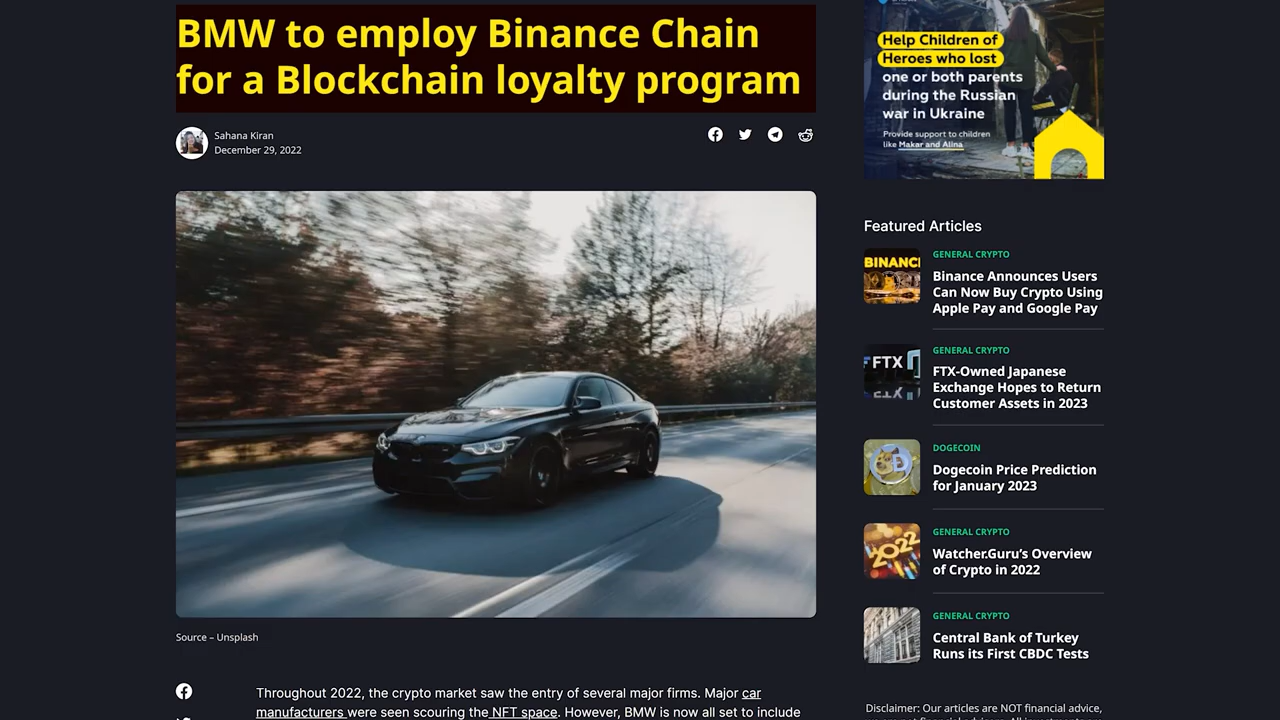 BMW to employ Binance Chain
for a Blockchain loyalty program
Sahana Kiran
December 29, 2022
Source – Unsplash
Throughout 2022, the crypto market saw the entry of several major firms. Major car
manufacturers were seen scouring the NFT space. However, BMW is now all set to include
Help Children of
Heroes who lost
one or both parents
during the Russian
war in Ukraine
Provide support to children
like Makar and Alina
Featured Articles
BINANC
GENERAL CRYPTO
Binance Announces Users
Can Now Buy Crypto Using
Apple Pay and Google Pay
FTX
GENERAL CRYPTO
FTX-Owned Japanese
Exchange Hopes to Return
Customer Assets in 2023
DOGECOIN
Dogecoin Price Prediction
for January 2023
2022
GENERAL CRYPTO
Watcher.Guru’s Overview
of Crypto in 2022
GENERAL CRYPTO
Central Bank of Turkey
Runs its First CBDC Tests
Disclaimer: Our articles are NOT financial advice,